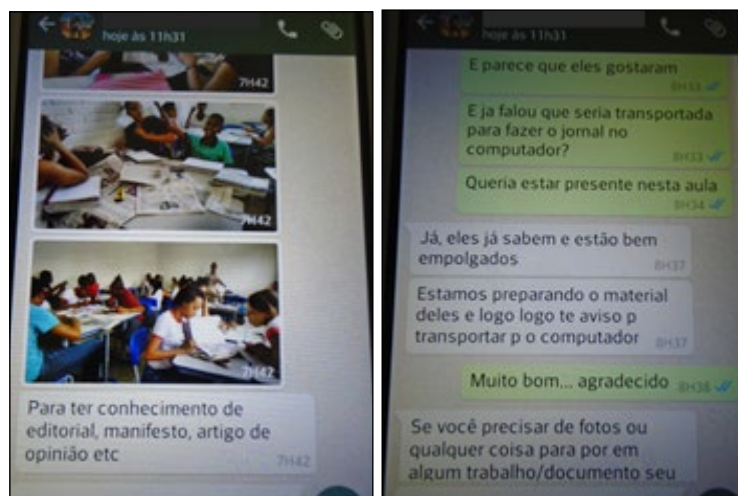 hoje às 11h31
7H42
7H42
7H42
Para ter conhecimento de
editorial, manifesto, artigo de
opinião etc
7H42
hoje às 11h31
E parece que eles gostaram
8H33
E ja falou que seria transportada
para fazer o jornal no
computador?
8H33
Queria estar presente nesta aula
8H34
Já, eles já sabem e estão bem
empolgados
8H37
Estamos preparando o material
deles e logo logo te aviso p
transportar p o computador
8H37
Muito bom... agradecido
8H38
Se você precisar de fotos ou
qualquer coisa para por em
algum trabalho/documento seu